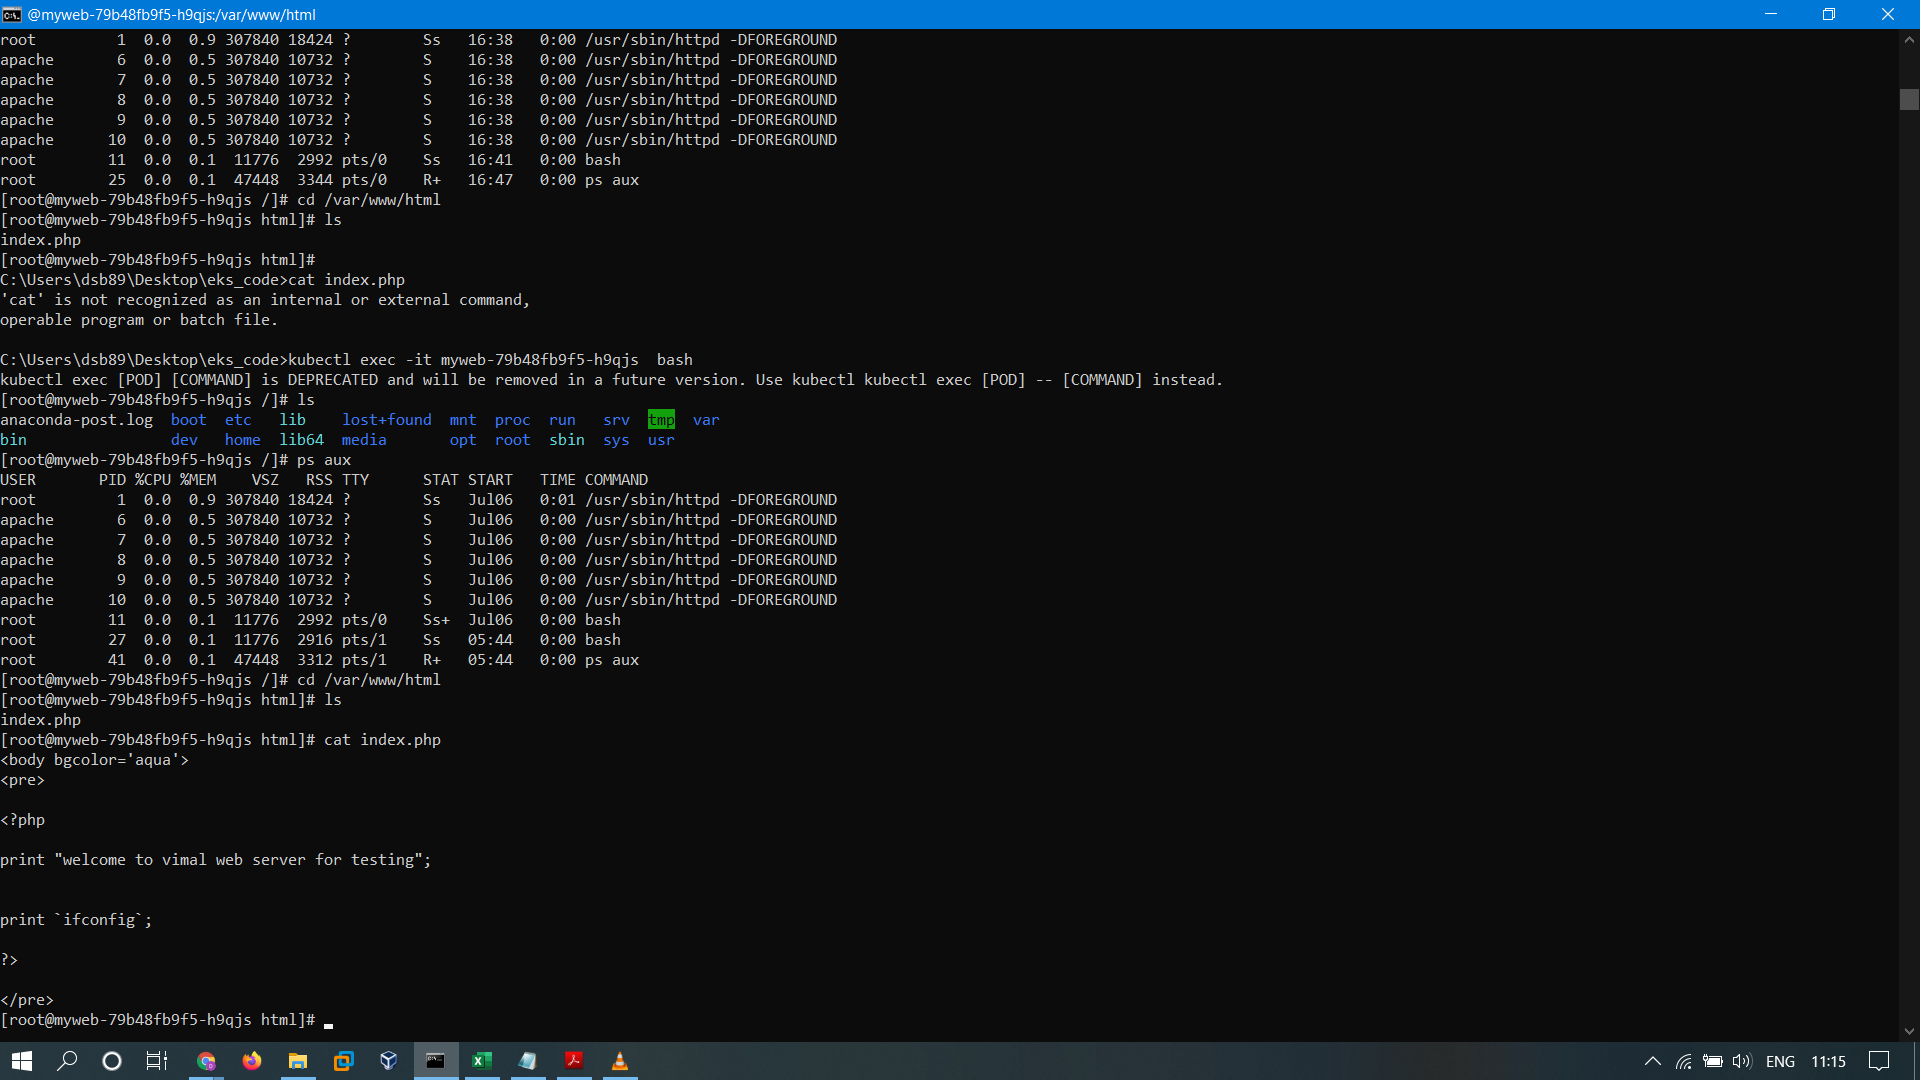 @myweb-79b48fb9f5-h9qjs:/var/www/html
root         1  0.0  0.9 307840 18424 ?        Ss   16:38   0:00 /usr/sbin/httpd -DFOREGROUND
apache       6  0.0  0.5 307840 10732 ?        S    16:38   0:00 /usr/sbin/httpd -DFOREGROUND
apache       7  0.0  0.5 307840 10732 ?        S    16:38   0:00 /usr/sbin/httpd -DFOREGROUND
apache       8  0.0  0.5 307840 10732 ?        S    16:38   0:00 /usr/sbin/httpd -DFOREGROUND
apache       9  0.0  0.5 307840 10732 ?        S    16:38   0:00 /usr/sbin/httpd -DFOREGROUND
apache      10  0.0  0.5 307840 10732 ?        S    16:38   0:00 /usr/sbin/httpd -DFOREGROUND
root        11  0.0  0.1  11776  2992 pts/0    Ss   16:41   0:00 bash
root        25  0.0  0.1  47448  3344 pts/0    R+   16:47   0:00 ps aux
[root@myweb-79b48fb9f5-h9qjs /]# cd /var/www/html
[root@myweb-79b48fb9f5-h9qjs html]# ls
index.php
[root@myweb-79b48fb9f5-h9qjs html]#
C:\Users\dsb89\Desktop\eks_code>cat index.php
'cat' is not recognized as an internal or external command,
operable program or batch file.
C:\Users\dsb89\Desktop\eks_code>kubectl exec -it myweb-79b48fb9f5-h9qjs  bash
kubectl exec [POD] [COMMAND] is DEPRECATED and will be removed in a future version. Use kubectl kubectl exec [POD] -- [COMMAND] instead.
[root@myweb-79b48fb9f5-h9qjs /]# ls
anaconda-post.log  boot  etc   lib    lost+found  mnt  proc  run   srv  tmp  var
bin                dev   home  lib64  media       opt  root  sbin  sys  usr
[root@myweb-79b48fb9f5-h9qjs /]# ps aux
USER       PID %CPU %MEM    VSZ   RSS TTY      STAT START   TIME COMMAND
root         1  0.0  0.9 307840 18424 ?        Ss   Jul06   0:01 /usr/sbin/httpd -DFOREGROUND
apache       6  0.0  0.5 307840 10732 ?        S    Jul06   0:00 /usr/sbin/httpd -DFOREGROUND
apache       7  0.0  0.5 307840 10732 ?        S    Jul06   0:00 /usr/sbin/httpd -DFOREGROUND
apache       8  0.0  0.5 307840 10732 ?        S    Jul06   0:00 /usr/sbin/httpd -DFOREGROUND
apache       9  0.0  0.5 307840 10732 ?        S    Jul06   0:00 /usr/sbin/httpd -DFOREGROUND
apache      10  0.0  0.5 307840 10732 ?        S    Jul06   0:00 /usr/sbin/httpd -DFOREGROUND
root        11  0.0  0.1  11776  2992 pts/0    Ss+  Jul06   0:00 bash
root        27  0.0  0.1  11776  2916 pts/1    Ss   05:44   0:00 bash
root        41  0.0  0.1  47448  3312 pts/1    R+   05:44   0:00 ps aux
[root@myweb-79b48fb9f5-h9qjs /]# cd /var/www/html
[root@myweb-79b48fb9f5-h9qjs html]# ls
index.php
[root@myweb-79b48fb9f5-h9qjs html]# cat index.php
<body bgcolor='aqua'>
<pre>
<?php
print "welcome to vimal web server for testing";
print `ifconfig`;
?>
</pre>
[root@myweb-79b48fb9f5-h9qjs html]#
ENG 11:15